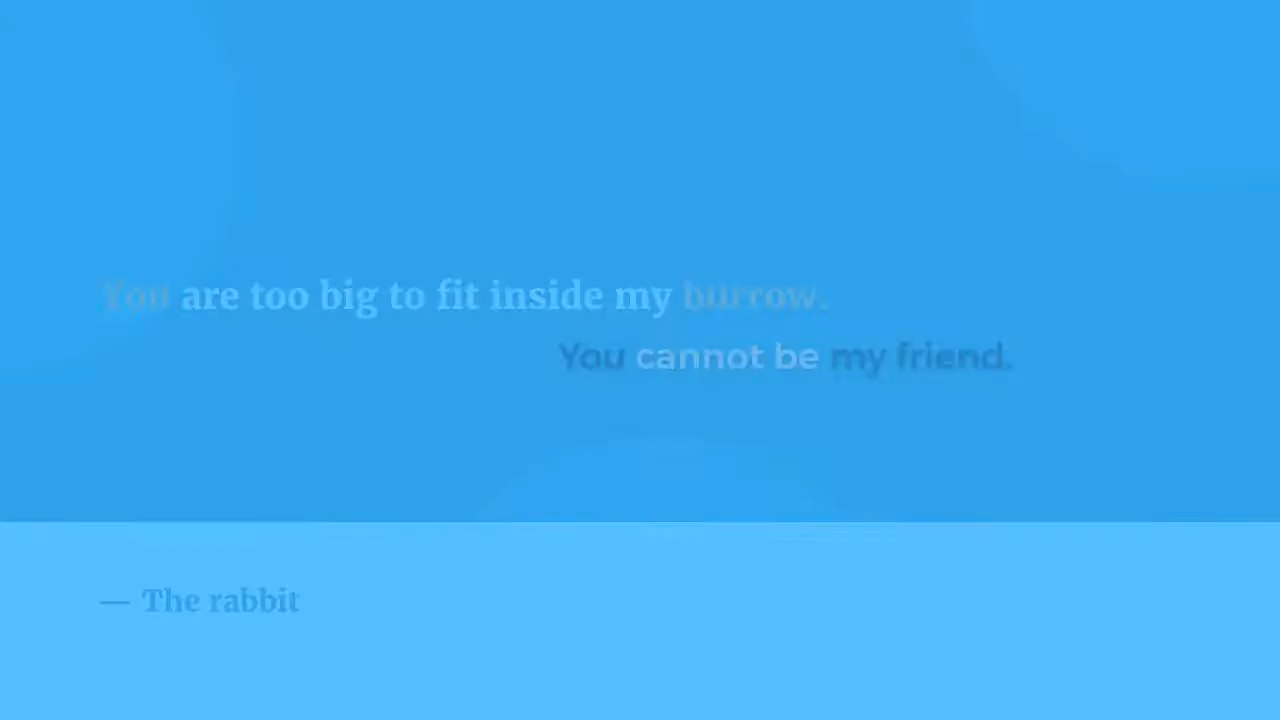 You are too big to fit inside my burrow.
You cannot be my friend.
— The rabbit